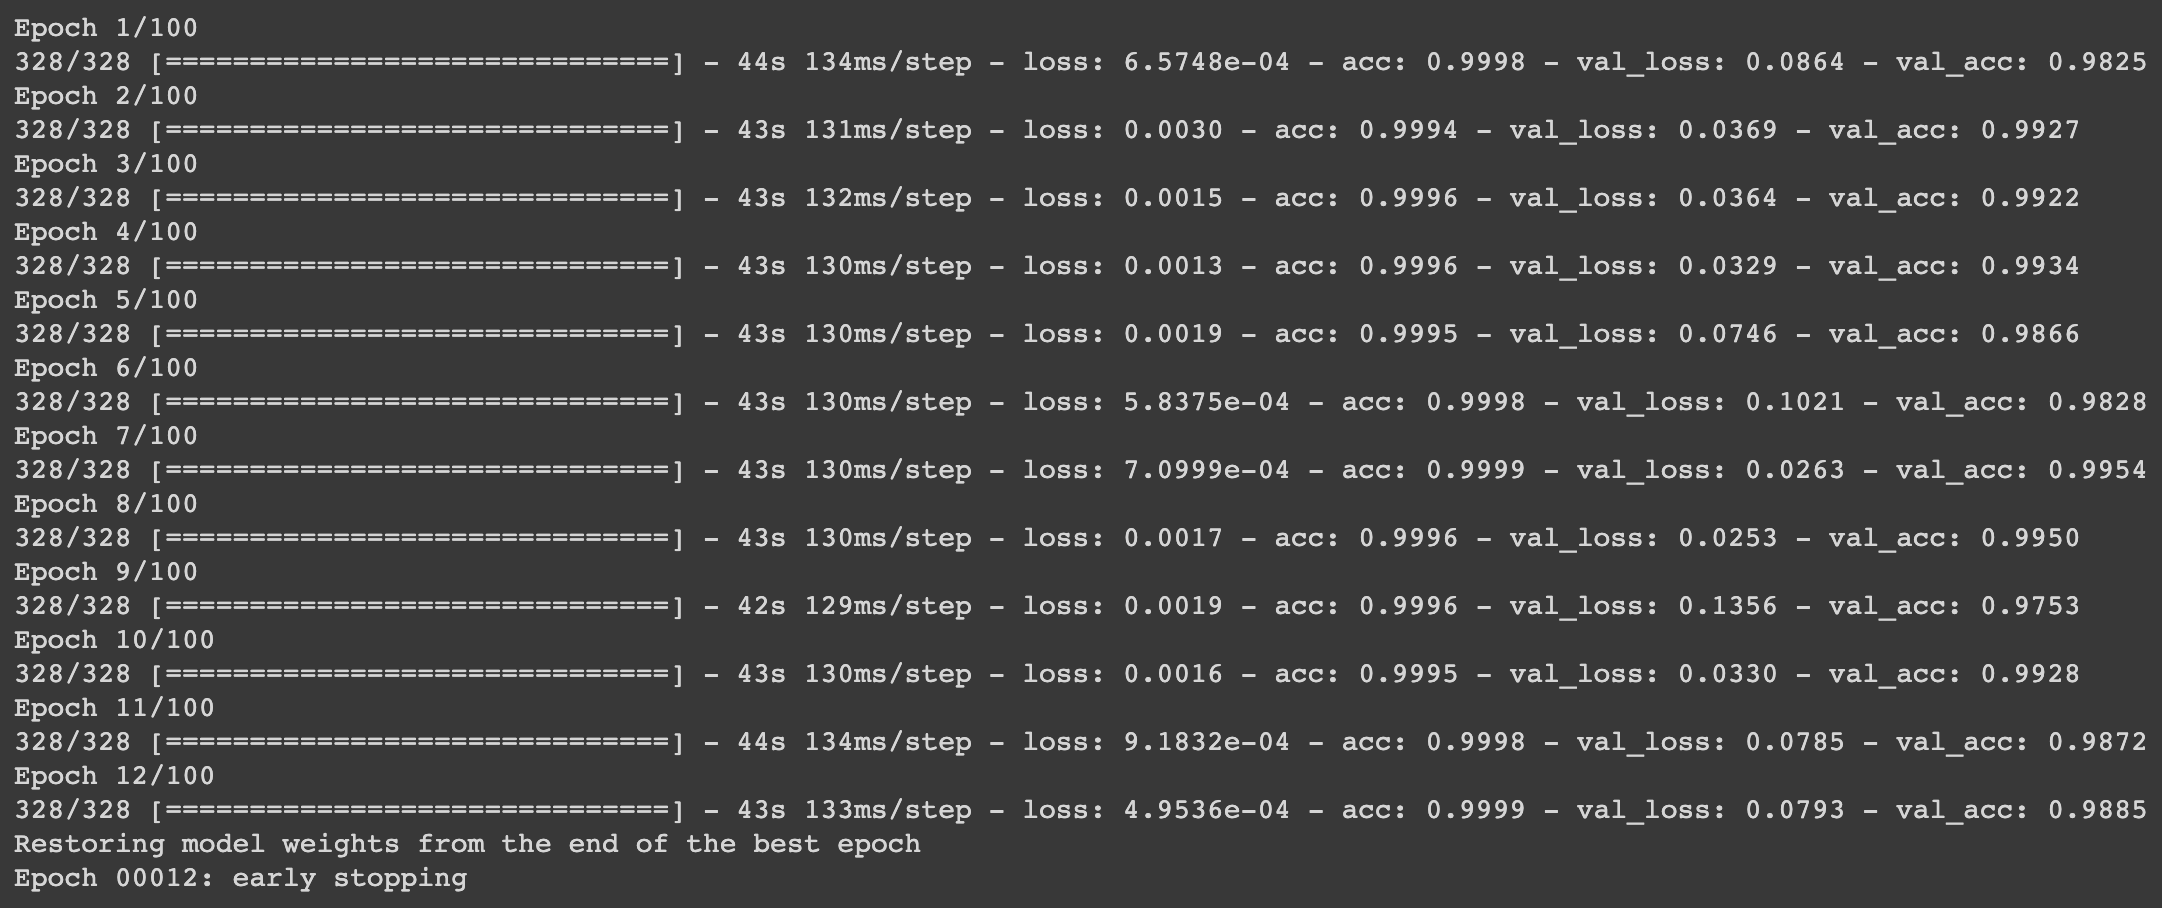 Epoch 1/100
328/328 [==============================] - 44s 134ms/step - loss: 6.5748e-04 - acc: 0.9998 - val_loss: 0.0864 - val_acc: 0.9825
Epoch 2/100
328/328 [==============================] - 43s 131ms/step - loss: 0.0030 - acc: 0.9994 - val_loss: 0.0369 - val_acc: 0.9927
Epoch 3/100
328/328 [==============================] - 43s 132ms/step - loss: 0.0015 - acc: 0.9996 - val_loss: 0.0364 - val_acc: 0.9922
Epoch 4/100
328/328 [==============================] - 43s 130ms/step - loss: 0.0013 - acc: 0.9996 - val_loss: 0.0329 - val_acc: 0.9934
Epoch 5/100
328/328 [==============================] - 43s 130ms/step - loss: 0.0019 - acc: 0.9995 - val_loss: 0.0746 - val_acc: 0.9866
Epoch 6/100
328/328 [==============================] - 43s 130ms/step - loss: 5.8375e-04 - acc: 0.9998 - val_loss: 0.1021 - val_acc: 0.9828
Epoch 7/100
328/328 [==============================] - 43s 130ms/step - loss: 7.0999e-04 - acc: 0.9999 - val_loss: 0.0263 - val_acc: 0.9954
Epoch 8/100
328/328 [==============================] - 43s 130ms/step - loss: 0.0017 - acc: 0.9996 - val_loss: 0.0253 - val_acc: 0.9950
Epoch 9/100
328/328 [==============================] - 42s 129ms/step - loss: 0.0019 - acc: 0.9996 - val_loss: 0.1356 - val_acc: 0.9753
Epoch 10/100
328/328 [==============================] - 43s 130ms/step - loss: 0.0016 - acc: 0.9995 - val_loss: 0.0330 - val_acc: 0.9928
Epoch 11/100
328/328 [==============================] - 44s 134ms/step - loss: 9.1832e-04 - acc: 0.9998 - val_loss: 0.0785 - val_acc: 0.9872
Epoch 12/100
328/328 [==============================] - 43s 133ms/step - loss: 4.9536e-04 - acc: 0.9999 - val_loss: 0.0793 - val_acc: 0.9885
Restoring model weights from the end of the best epoch
Epoch 00012: early stopping